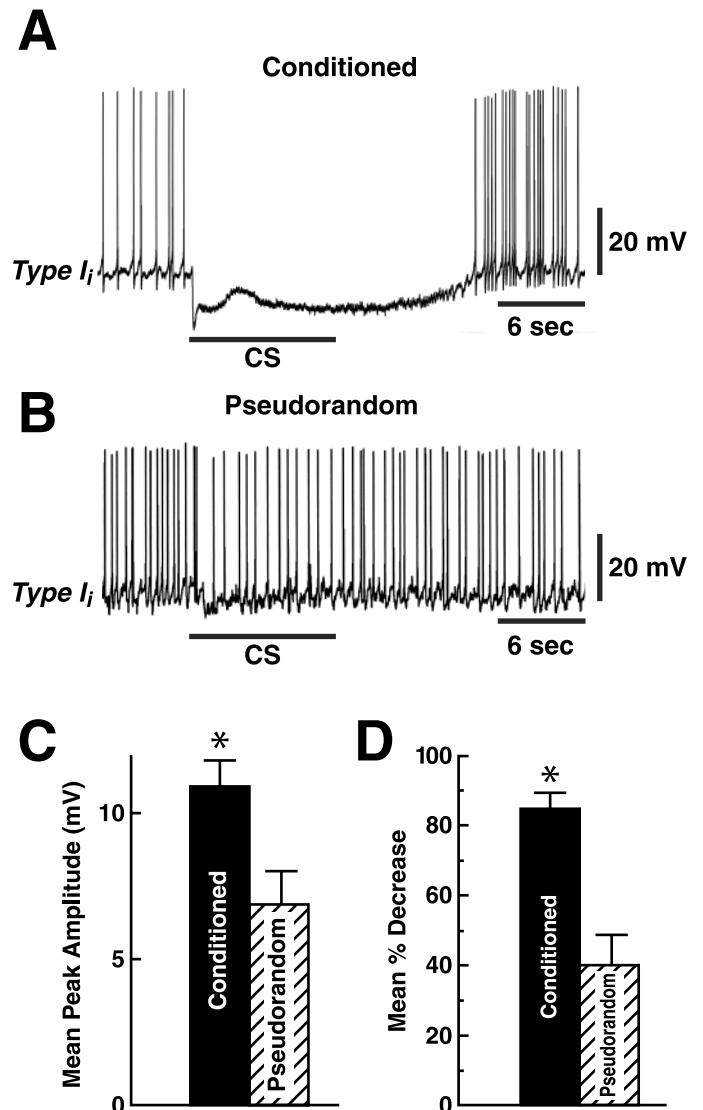 A
Conditioned
Type Ii
20 mV
6 sec
CS
B
Pseudorandom
Type Ii
20 mV
6 sec
CS
C
Mean Peak Amplitude (mV)
10
5
0
*
Conditioned
Pseudorandom
D
Mean % Decrease
100
80
60
40
20
0
*
Conditioned
Pseudorandom